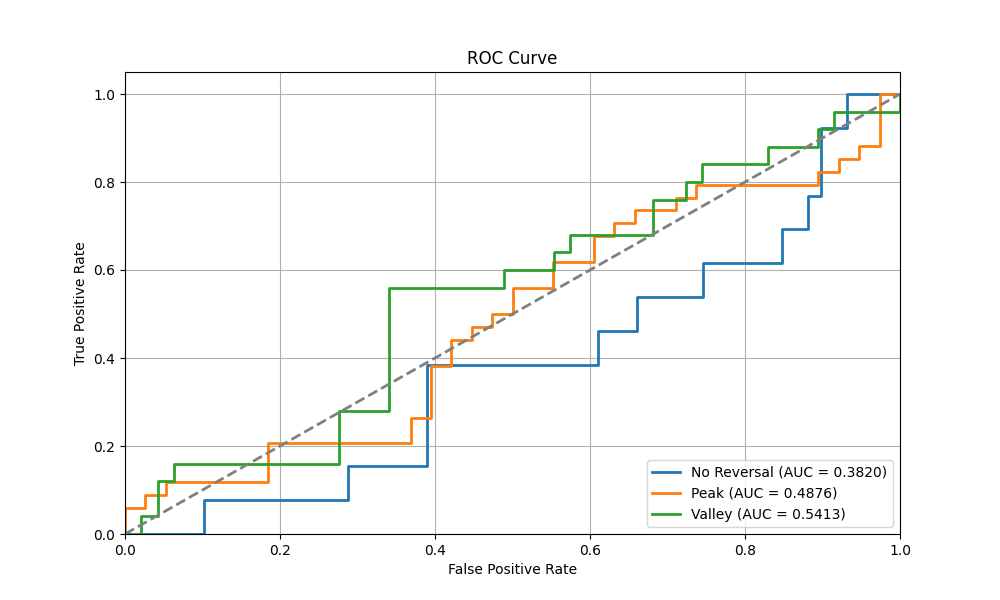 ROC Curve
True Positive Rate
1.0
0.8
0.6
0.4
0.2
0.0
0.0 0.2 0.4 0.6 0.8 1.0
False Positive Rate
No Reversal (AUC = 0.3820)
Peak (AUC = 0.4876)
Valley (AUC = 0.5413)